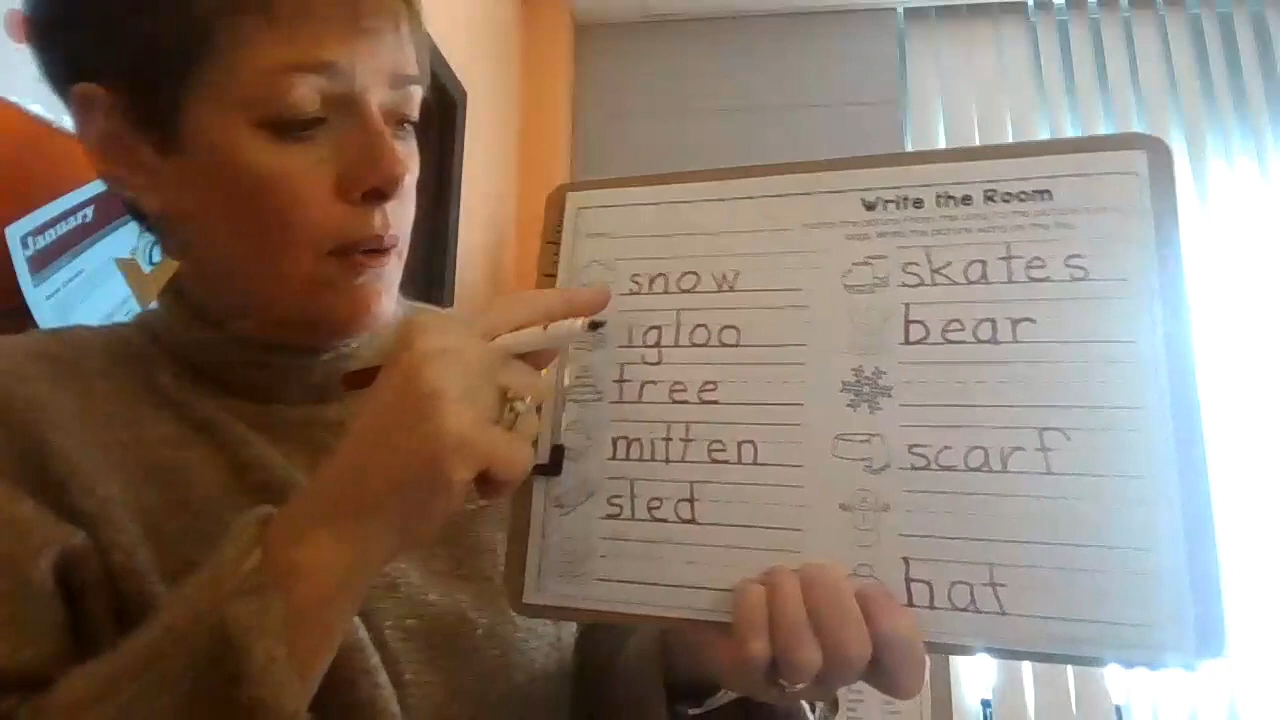 January
Write the Room
snow
igloo
tree
mitten
sled
skates
bear
scarf
hat